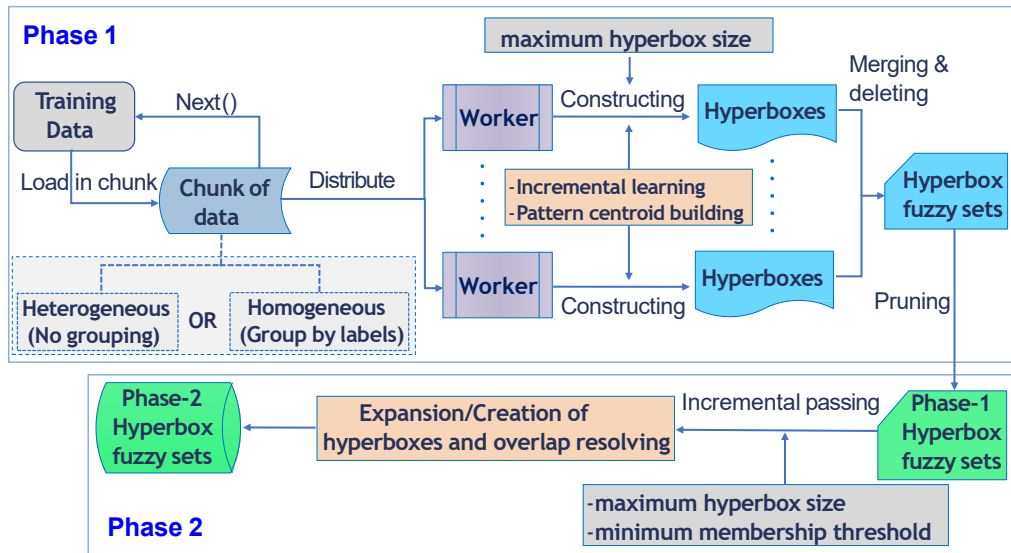 Phase 1
maximum hyperbox size
Training
Data
Next()
Load in chunk
Chunk of
data
Distribute
Worker
Constructing
Hyperboxes
Merging &
deleting
-Incremental learning
-Pattern centroid building
Hyperbox
fuzzy sets
Worker
Constructing
Hyperboxes
Heterogeneous
(No grouping)
OR
Homogeneous
(Group by labels)
Pruning
Phase-2
Hyperbox
fuzzy sets
Expansion/Creation of
hyperboxes and overlap resolving
Incremental passing
Phase-1
Hyperbox
fuzzy sets
-maximum hyperbox size
-minimum membership threshold
Phase 2